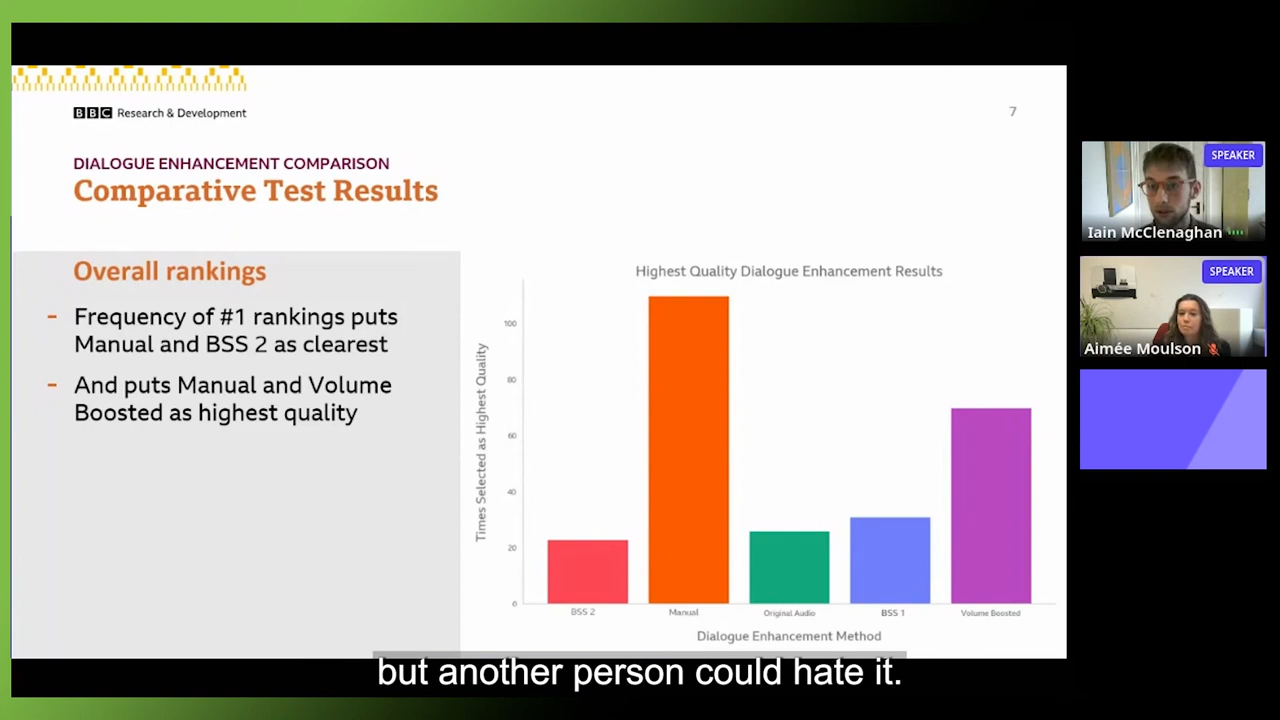 BBC Research & Development
7
DIALOGUE ENHANCEMENT COMPARISON
Comparative Test Results
Overall rankings
- Frequency of #1 rankings puts
Manual and BSS 2 as clearest
- And puts Manual and Volume
Boosted as highest quality
Highest Quality Dialogue Enhancement Results
Times Selected as Highest Quality
100
80
60
40
20
0
BSS 2
Manual
Original Audio
BSS 1
Volume Boosted
Dialogue Enhancement Method
SPEAKER
Iain McClenaghan
SPEAKER
Aimée Moulson
but another person could hate it.